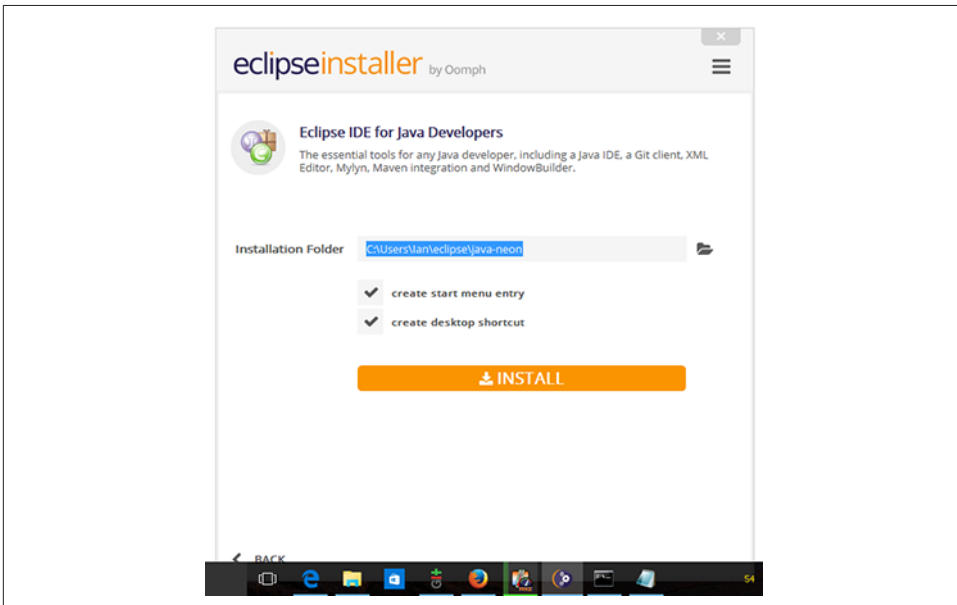 eclipseinstaller by Oomph
Eclipse IDE for Java Developers
The essential tools for any Java developer, including a Java IDE, a Git client, XML
Editor, Mylyn, Maven integration and WindowBuilder.
Installation Folder C:\Users\Ian\eclipse\java-neon
create start menu entry
create desktop shortcut
INSTALL
BACK
54